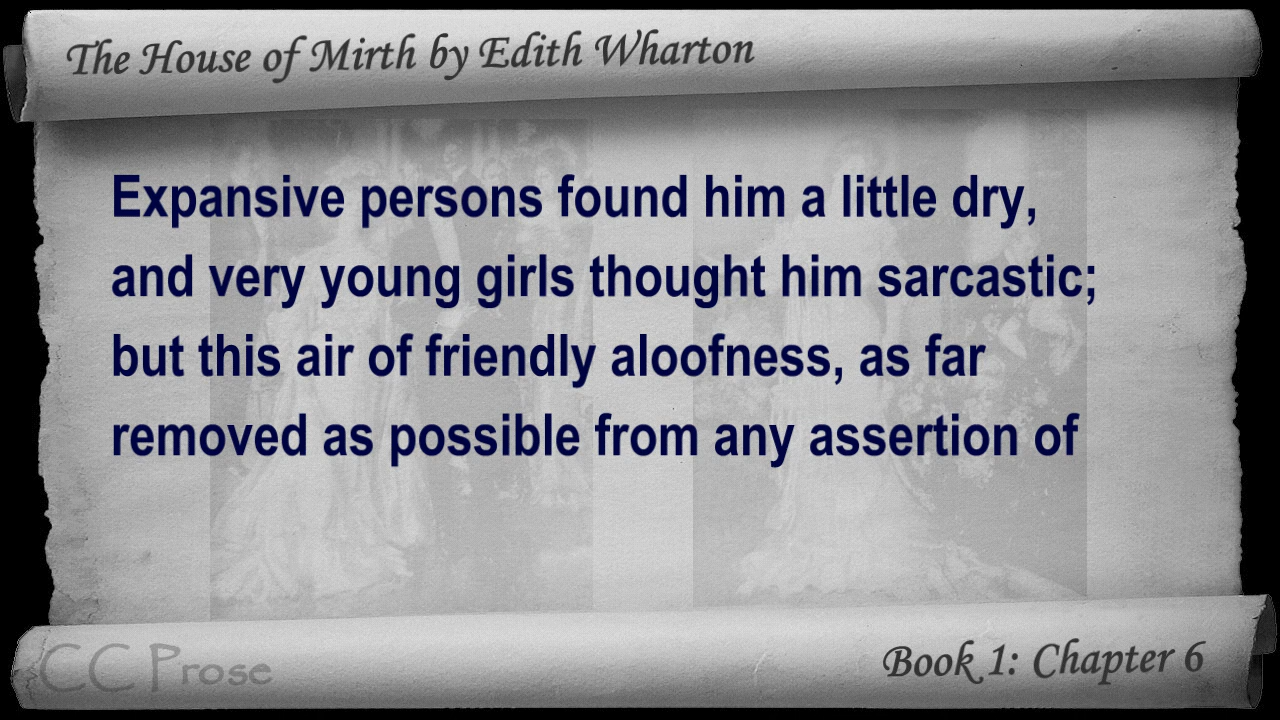 The House of Mirth by Edith Wharton
Expansive persons found him a little dry,
and very young girls thought him sarcastic;
but this air of friendly aloofness, as far
removed as possible from any assertion of
CC Prose
Book 1: Chapter 6